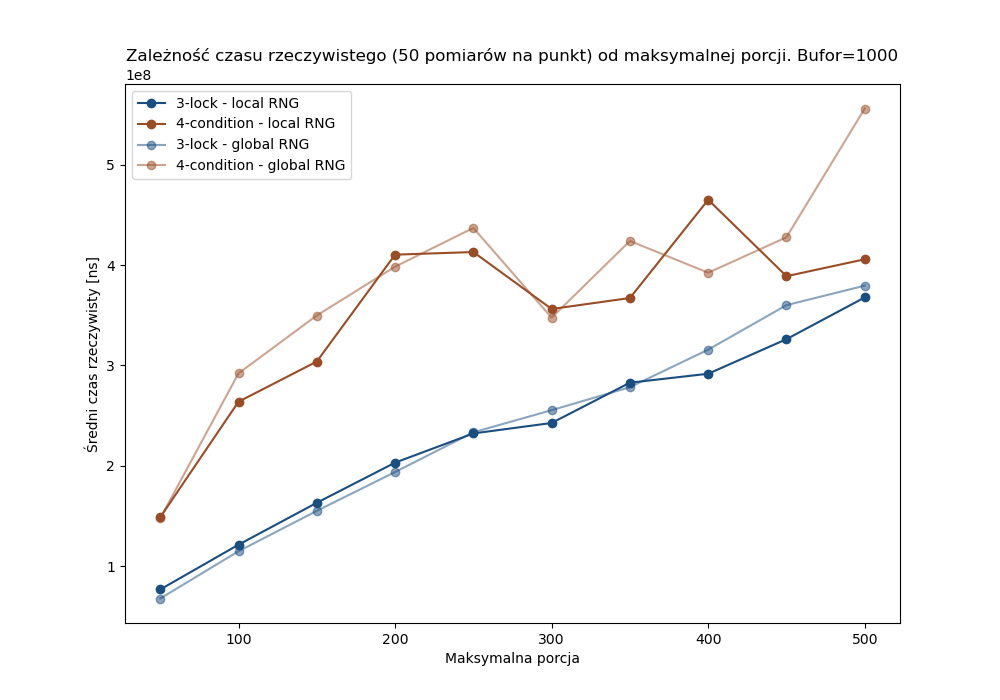 Zależność czasu rzeczywistego (50 pomiarów na punkt) od maksymalnej porcji. Bufor=1000
1e8
3-lock - local RNG
4-condition - local RNG
3-lock - global RNG
4-condition - global RNG
5
4
3
2
1
Średni czas rzeczywisty [ns]
100 200 300 400 500
Maksymalna porcja